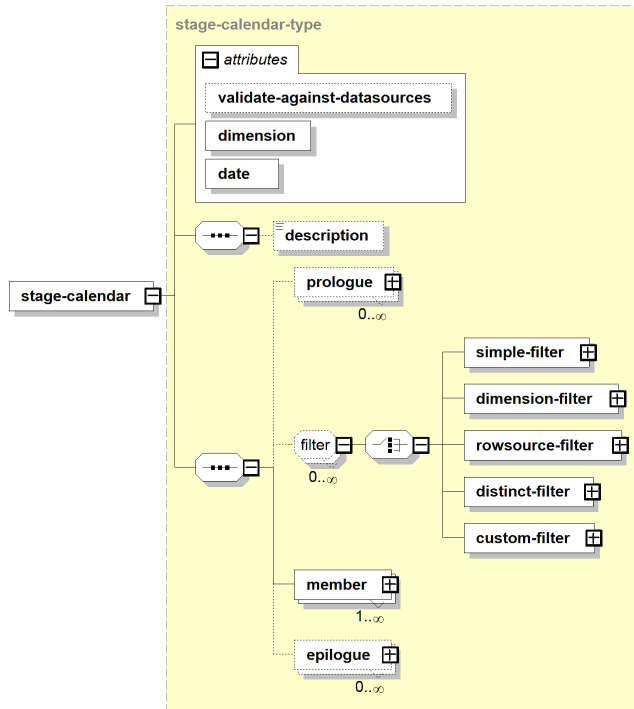 stage-calendar-type
attributes
validate-against-datasources
dimension
date
description
stage-calendar
prologue
0..∞
simple-filter
dimension-filter
filter
rowsource-filter
0..∞
distinct-filter
custom-filter
member
1..∞
epilogue
0..∞